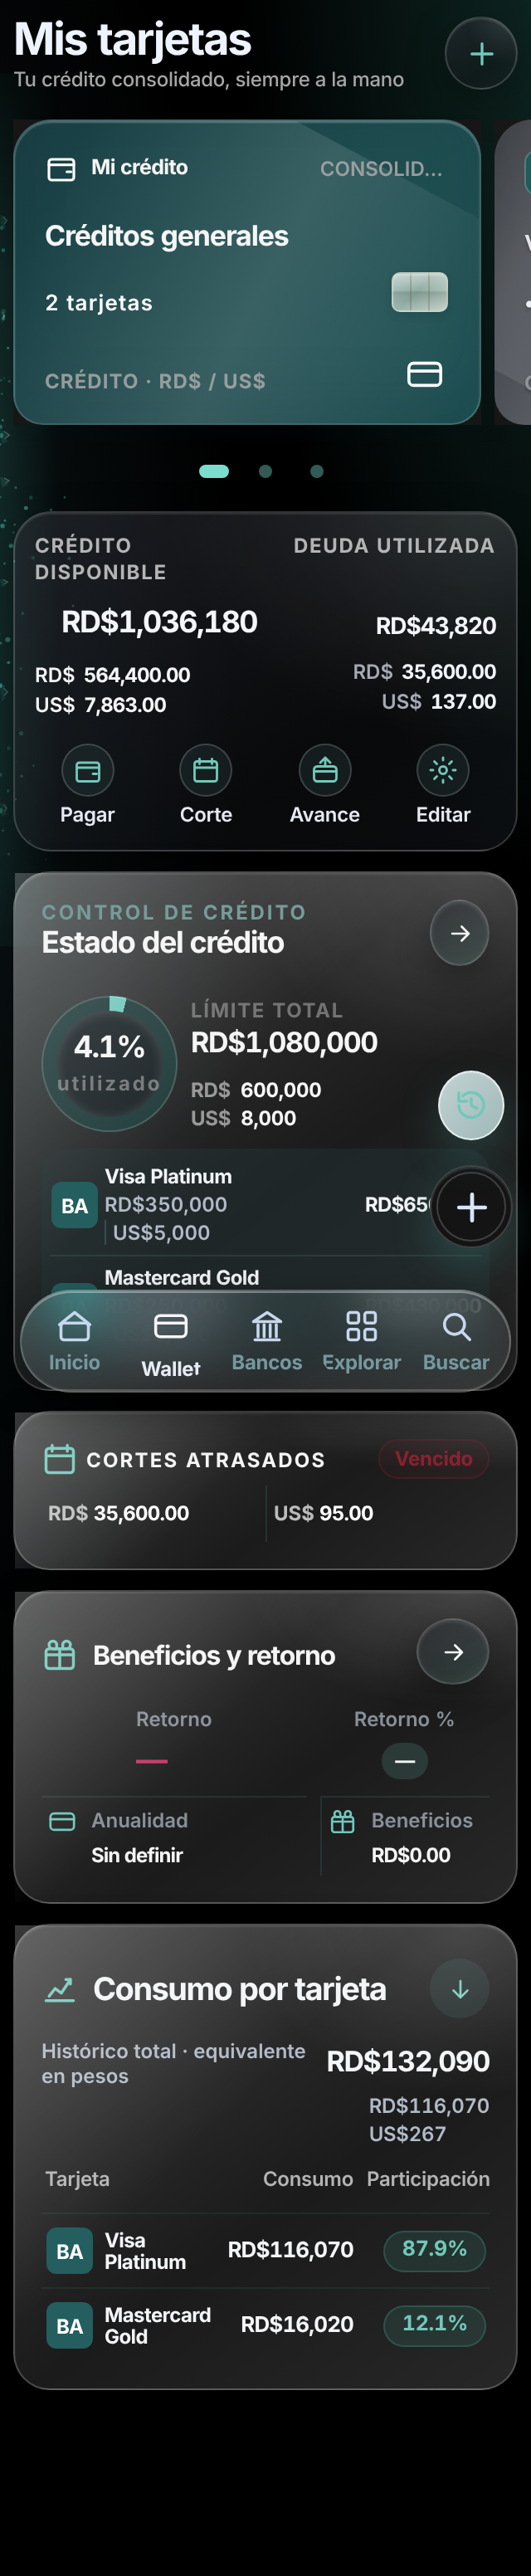 Mis tarjetas
Tu crédito consolidado, siempre a la mano
Mi crédito
CONSOLID...
Créditos generales
2 tarjetas
CRÉDITO · RD$ / US$
CRÉDITO DISPONIBLE
DEUDA UTILIZADA
RD$1,036,180
RD$43,820
RD$ 564,400.00
RD$ 35,600.00
US$ 7,863.00
US$ 137.00
Pagar
Corte
Avance
Editar
CONTROL DE CRÉDITO
Estado del crédito
4.1%
utilizado
LÍMITE TOTAL
RD$1,080,000
RD$ 600,000
US$ 8,000
BA
Visa Platinum
RD$350,000
US$5,000
RD$65
Mastercard Gold
RD$430,000
Inicio
Wallet
Bancos
Explorar
Buscar
CORTES ATRASADOS
Vencido
RD$ 35,600.00
US$ 95.00
Beneficios y retorno
Retorno
Retorno %
—
—
Anualidad
Sin definir
Beneficios
RD$0.00
Consumo por tarjeta
Histórico total · equivalente
en pesos
RD$132,090
RD$116,070
US$267
Tarjeta
Consumo
Participación
BA
Visa
Platinum
RD$116,070
87.9%
BA
Mastercard
Gold
RD$16,020
12.1%